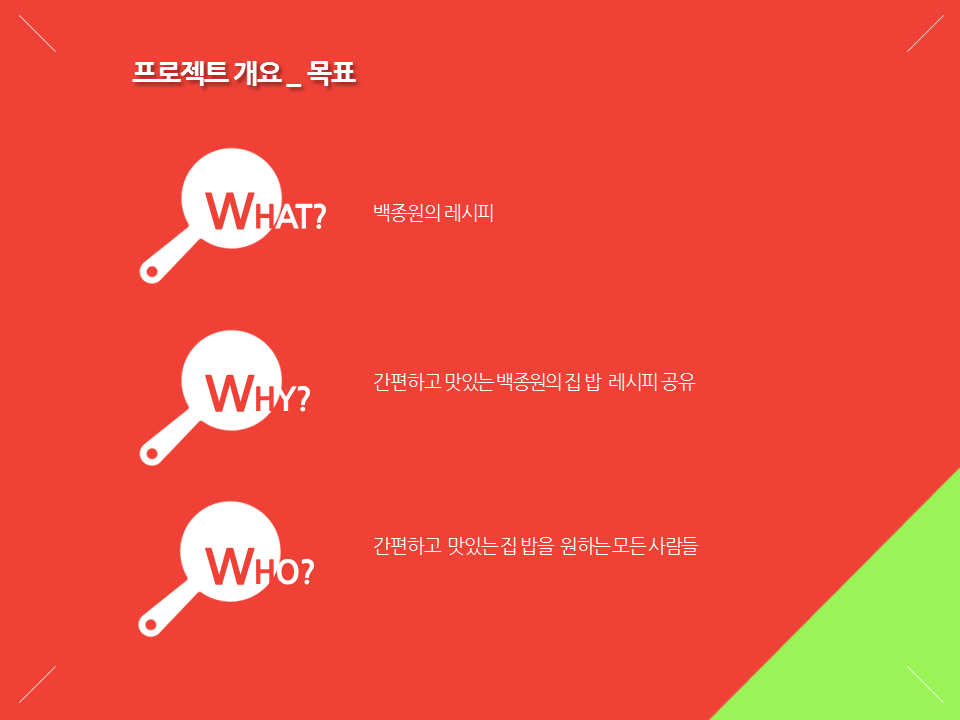 프로젝트 개요 _ 목표
WHAT?
백종원의 레시피
WHY?
간편하고 맛있는 백종원의 집 밥 레시피 공유
WHO?
간편하고 맛있는 집 밥을 원하는 모든 사람들